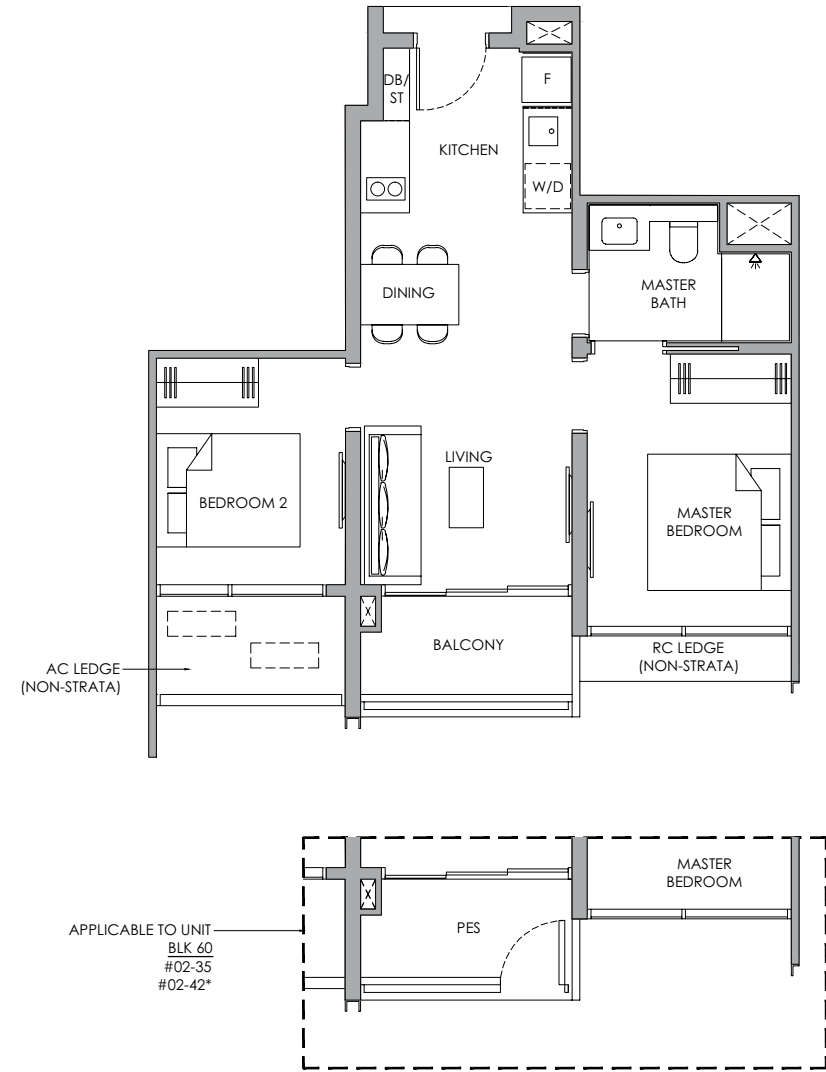 DB/
ST
F
KITCHEN
W/D
DINING
MASTER
BATH
LIVING
BEDROOM 2
MASTER
BEDROOM
BALCONY
RC LEDGE
(NON-STRATA)
AC LEDGE
(NON-STRATA)
MASTER
BEDROOM
PES
APPLICABLE TO UNIT
BLK 60
#02-35
#02-42*